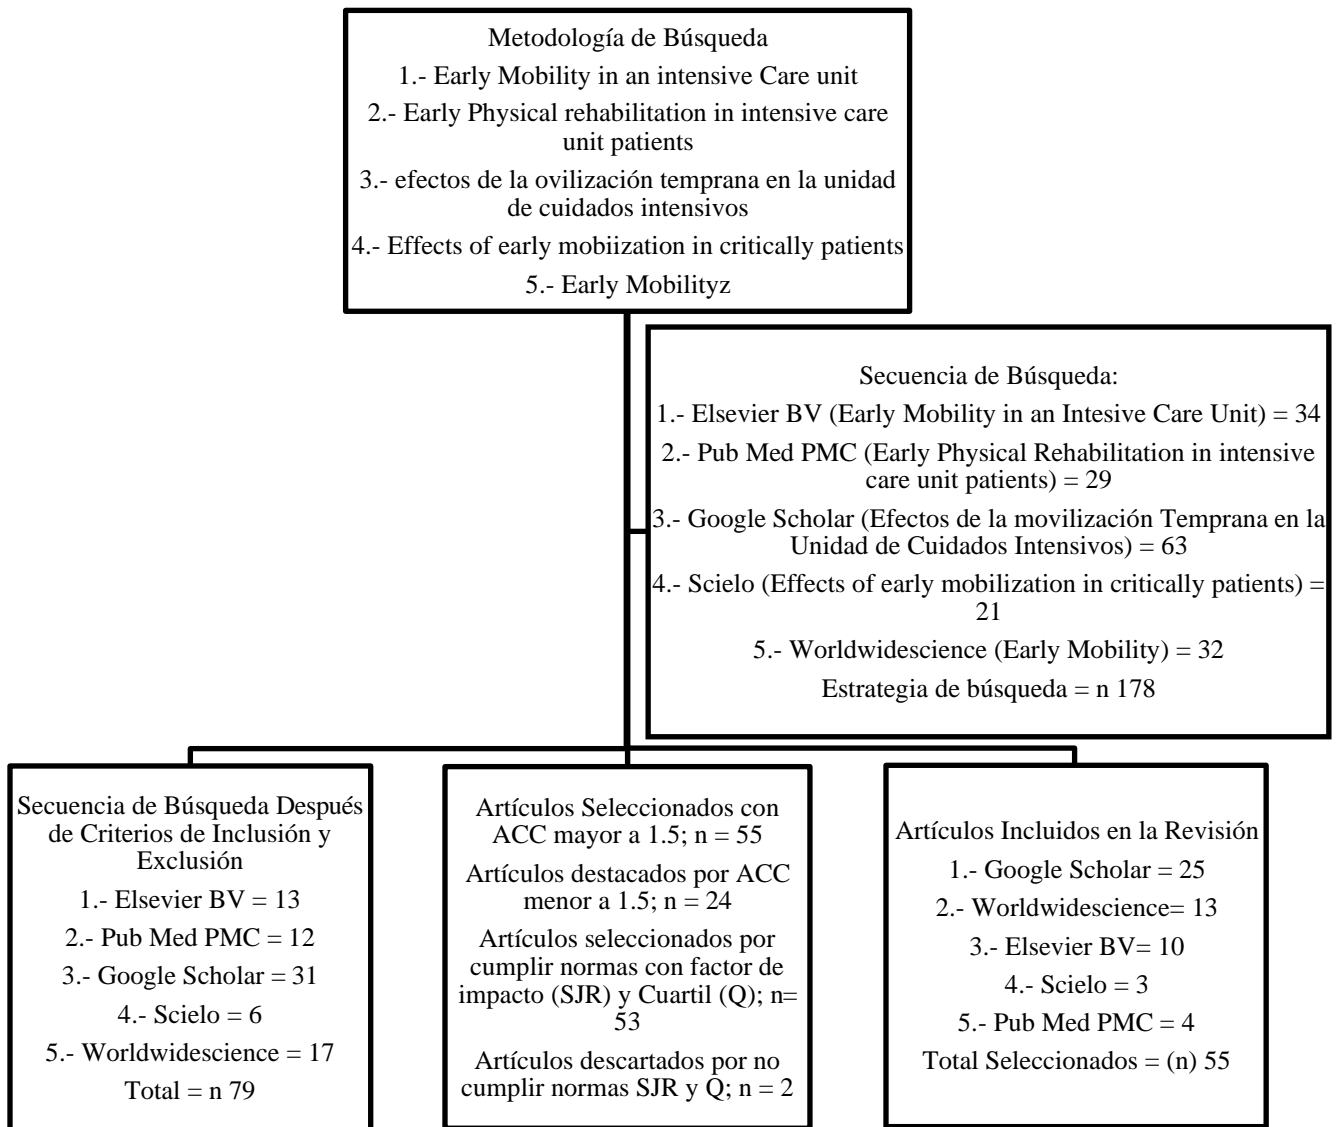 Metodología de Búsqueda
1.- Early Mobility in an intensive Care unit
2.- Early Physical rehabilitation in intensive care
unit patients
3.- efectos de la ovilización temprana en la unidad
de cuidados intensivos
4.- Effects of early mobiization in critically patients
5.- Early Mobilityz
Secuencia de Búsqueda:
1.- Elsevier BV (Early Mobility in an Intesive Care Unit) = 34
2.- Pub Med PMC (Early Physical Rehabilitation in intensive
care unit patients) = 29
3.- Google Scholar (Efectos de la movilización Temprana en la
Unidad de Cuidados Intensivos) = 63
4.- Scielo (Effects of early mobilization in critically patients) =
21
5.- Worldwidescience (Early Mobility) = 32
Estrategia de búsqueda = n 178
Secuencia de Búsqueda Después
de Criterios de Inclusión y
Exclusión
1.- Elsevier BV = 13
2.- Pub Med PMC = 12
3.- Google Scholar = 31
4.- Scielo = 6
5.- Worldwidescience = 17
Total = n 79
Artículos Seleccionados con
ACC mayor a 1.5; n = 55
Artículos destacados por ACC
menor a 1.5; n = 24
Artículos seleccionados por
cumplir normas con factor de
impacto (SJR) y Cuartil (Q); n=
53
Artículos descartados por no
cumplir normas SJR y Q; n = 2
Artículos Incluidos en la Revisión
1.- Google Scholar = 25
2.- Worldwidescience= 13
3.- Elsevier BV= 10
4.- Scielo = 3
5.- Pub Med PMC = 4
Total Seleccionados = (n) 55